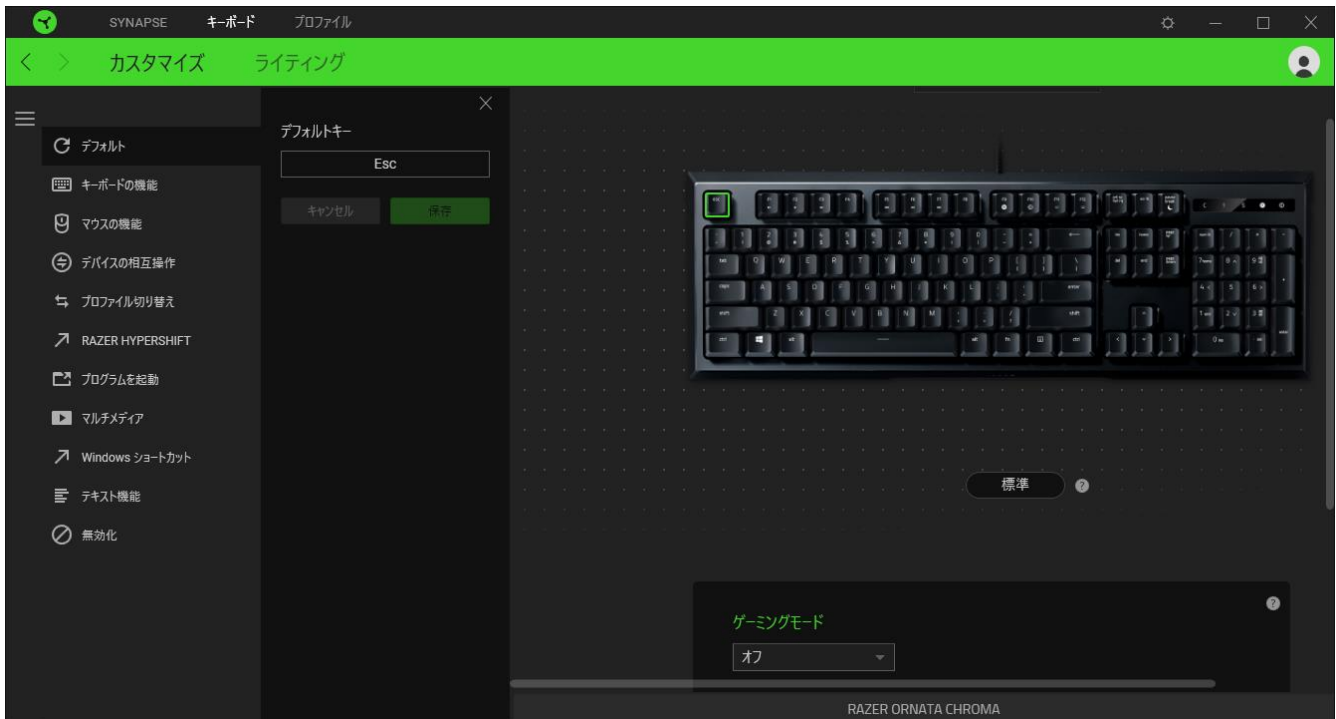 SYNAPSE キーボード プロファイル
カスタマイズ ライティング
デフォルト
キーボードの機能
マウスの機能
デバイスの相互操作
プロファイル切り替え
RAZER HYPERSHIFT
プログラムを起動
マルチメディア
Windows ショートカット
テキスト機能
無効化
デフォルトキー
Esc
キャンセル 保存
Q W E R T Y U I O P
A S D F G H J K L
Z X C V B N M
標準 ?
?
ゲーミングモード
オフ
RAZER ORNATA CHROMA